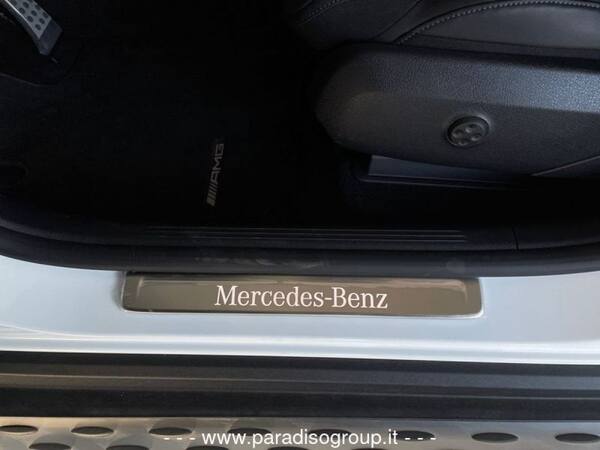 AMG
Mercedes-Benz
- - - www.paradisogroup.it - - -